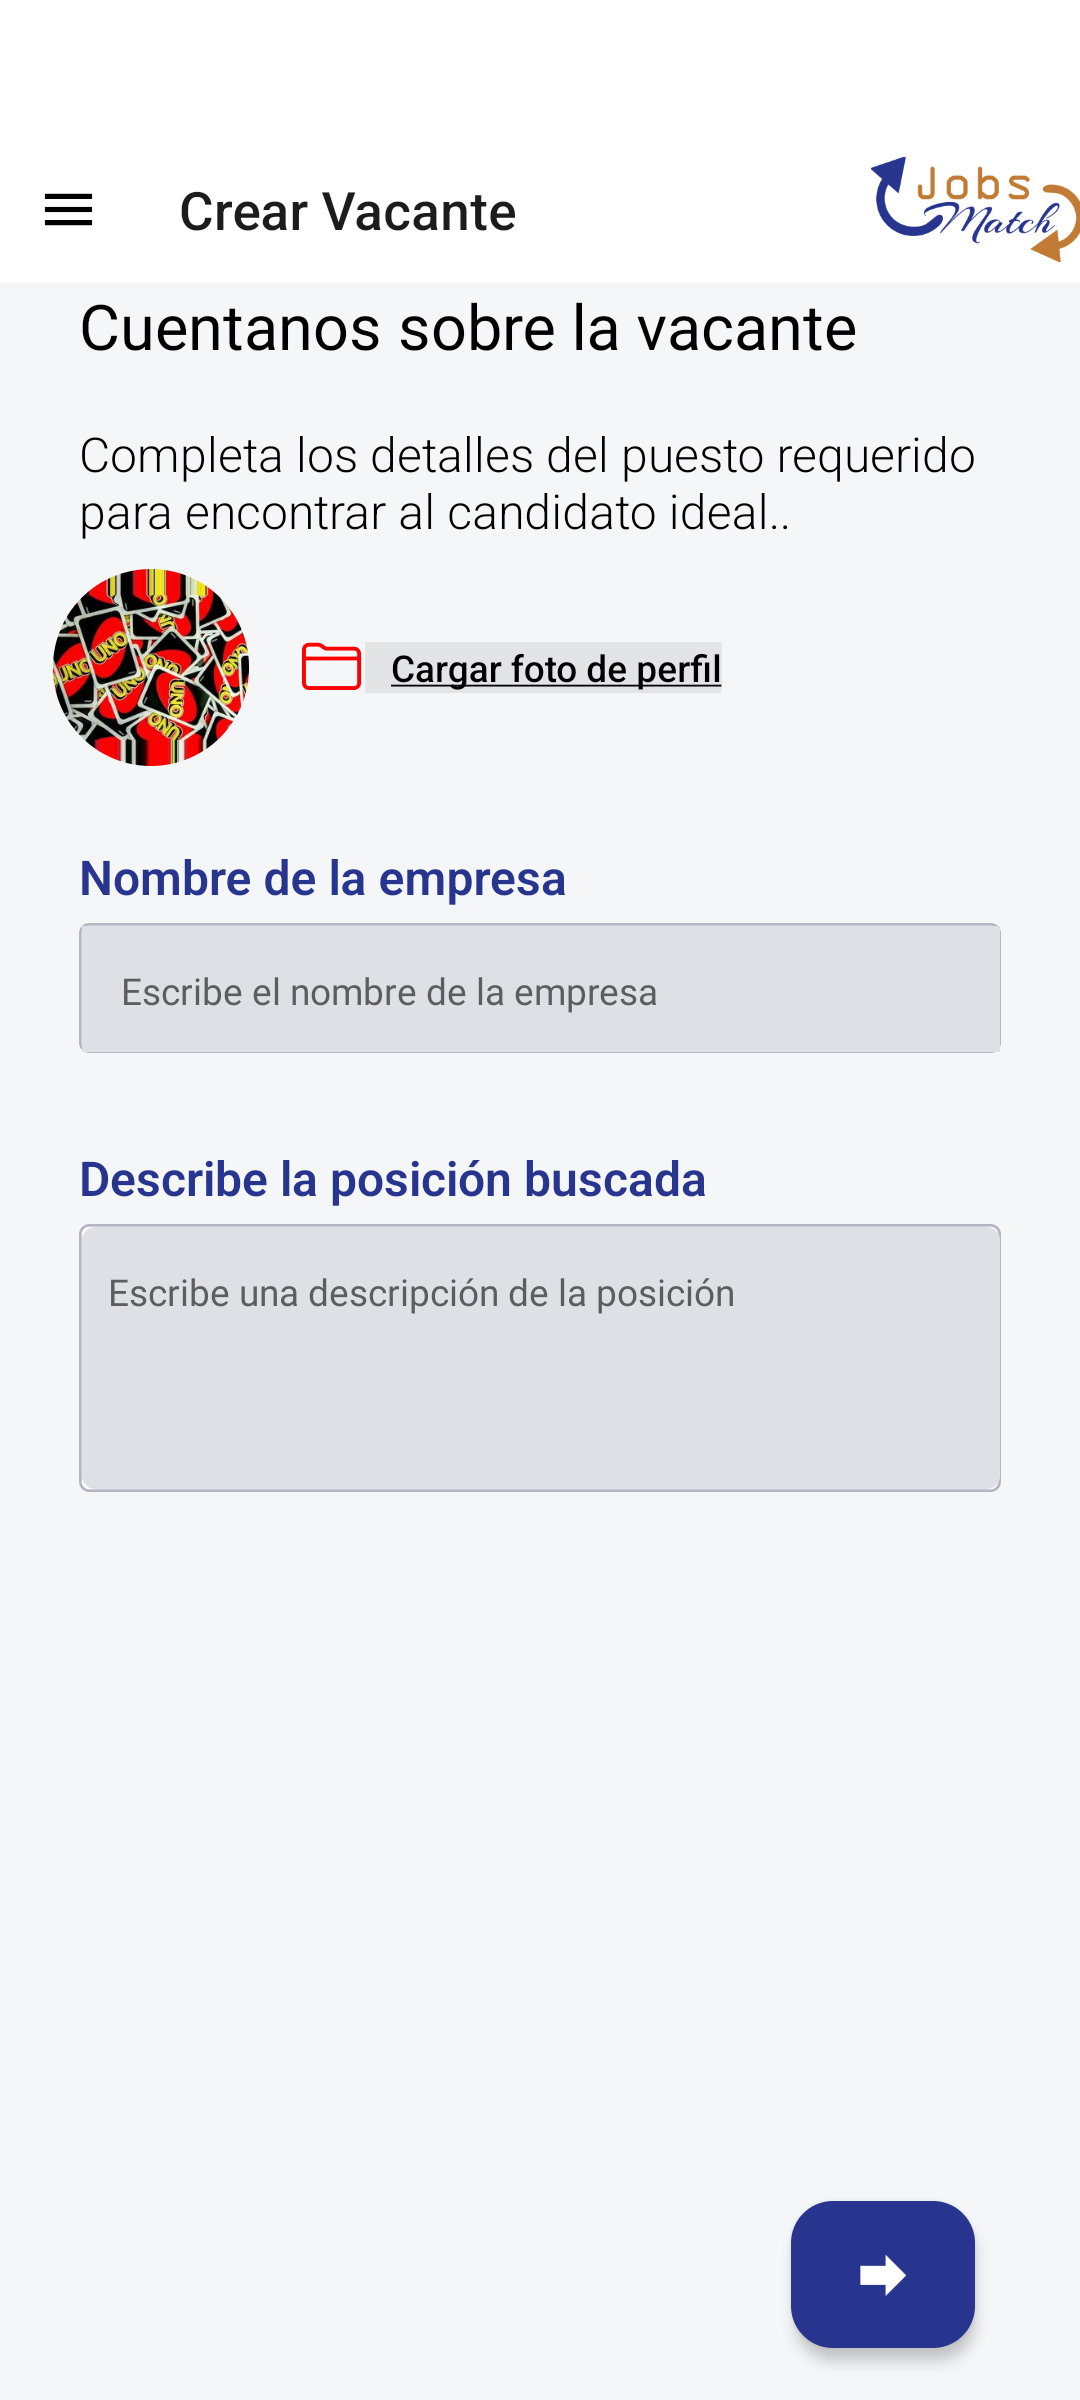 Crear Vacante
Jobs
Match
Cuentanos sobre la vacante
Completa los detalles del puesto requerido
para encontrar al candidato ideal..
UNO
UNO
UNO
UNO
UNO
UNO
UNO
Cargar foto de perfil
Nombre de la empresa
Escribe el nombre de la empresa
Describe la posición buscada
Escribe una descripción de la posición